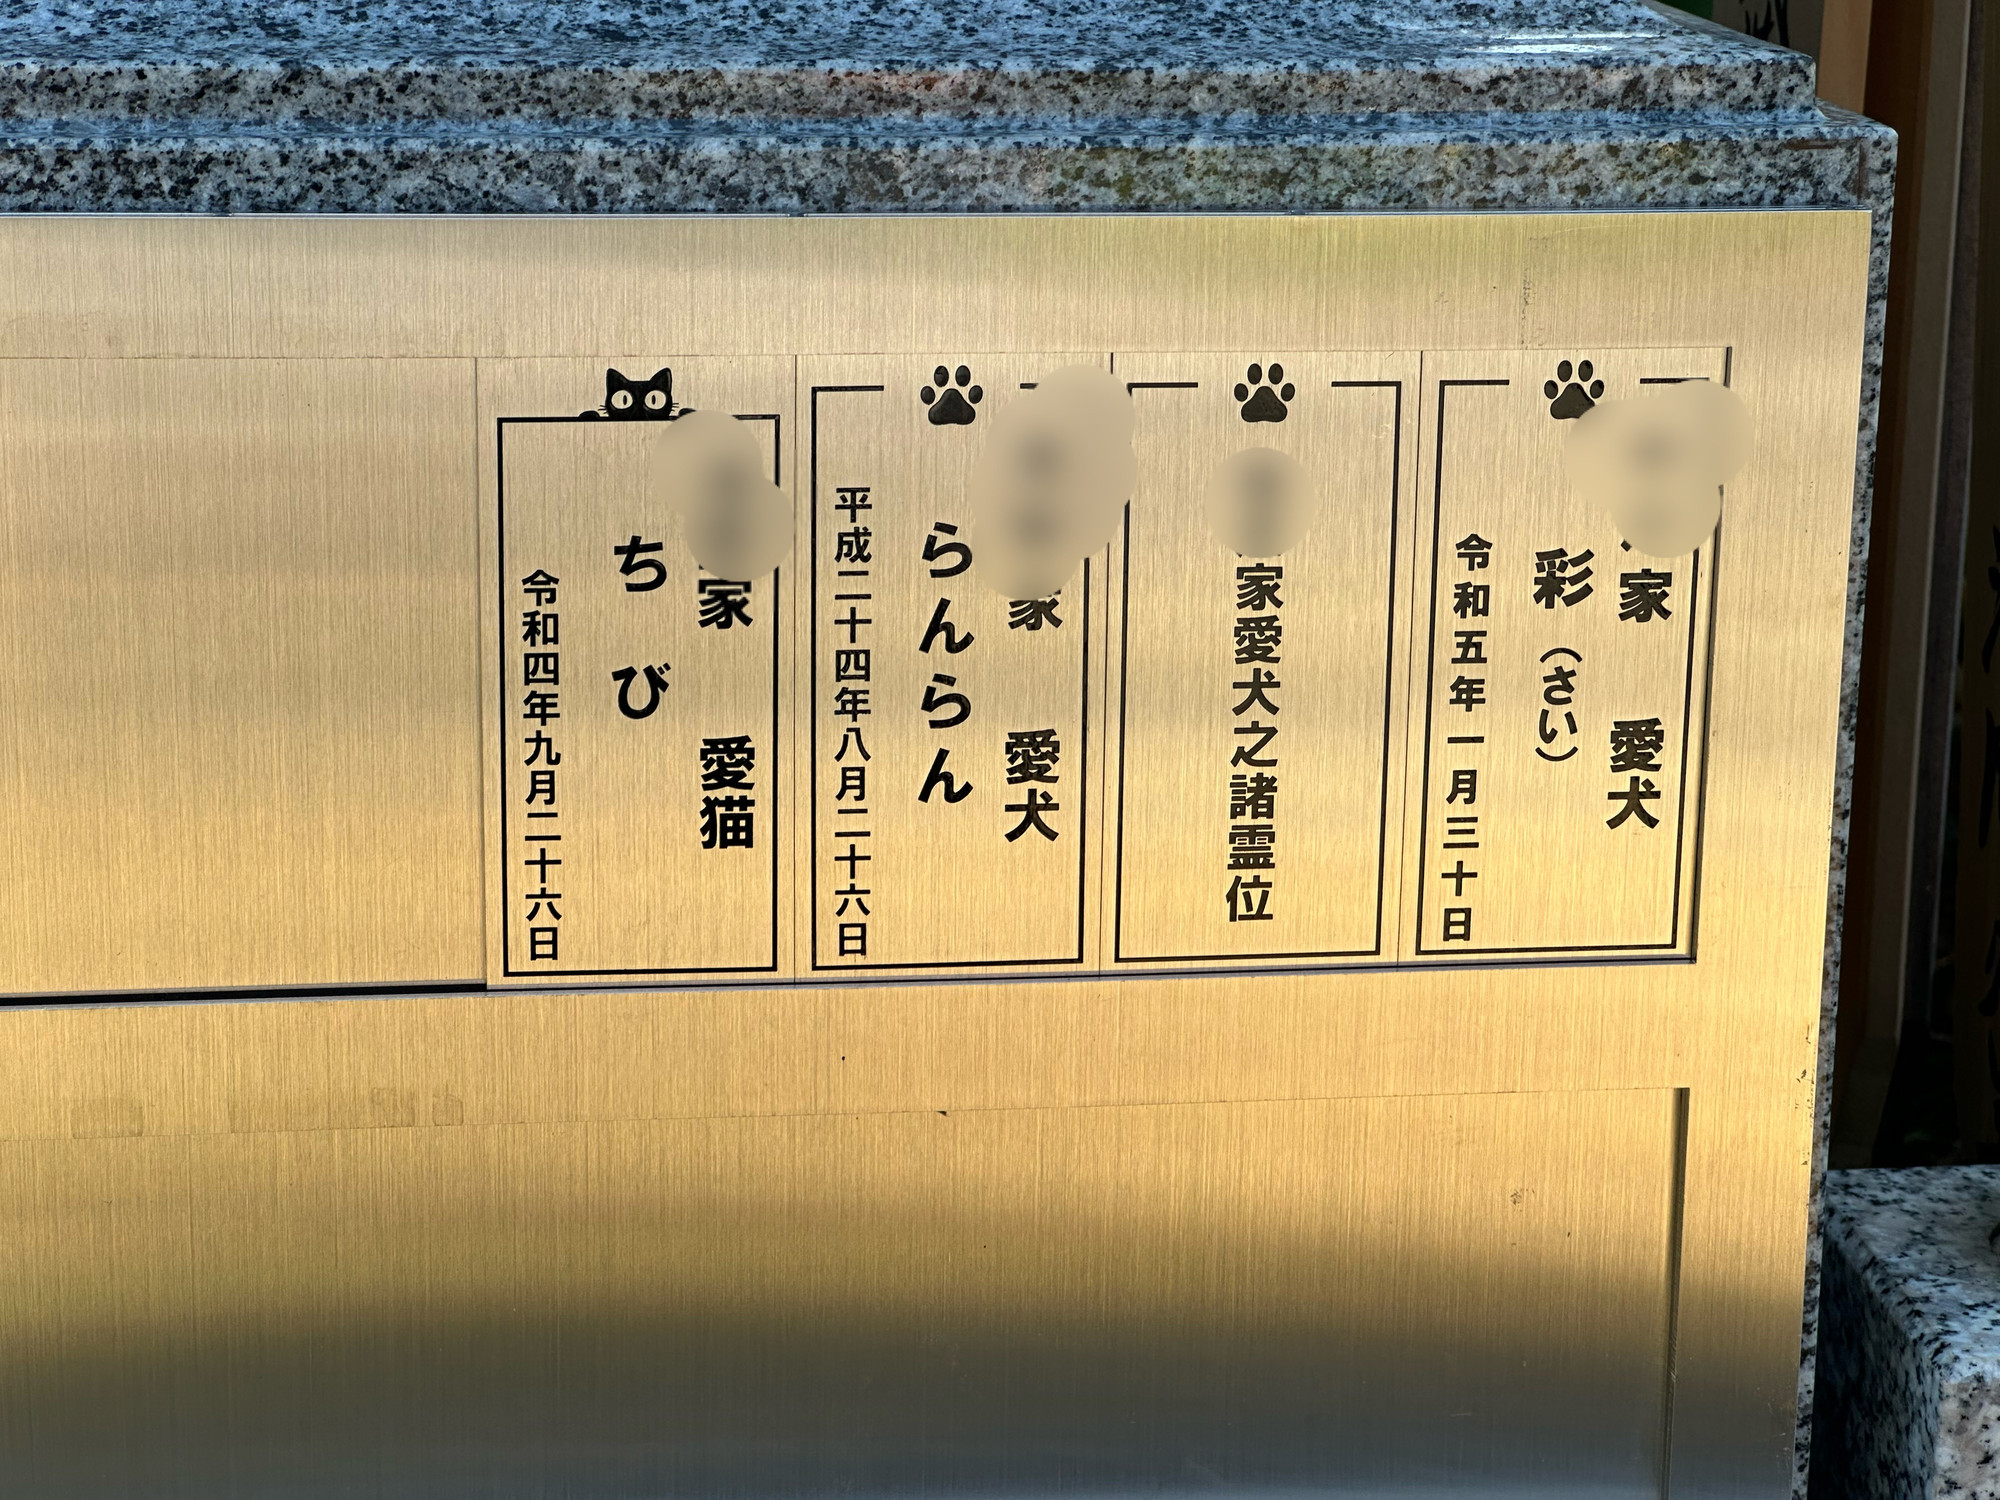 家 愛犬
彩（さい）
令和五年一月三十日
家愛犬之諸霊位
家 愛犬
らんらん
平成二十四年八月二十六日
家 愛猫
ちび
令和四年九月二十六日